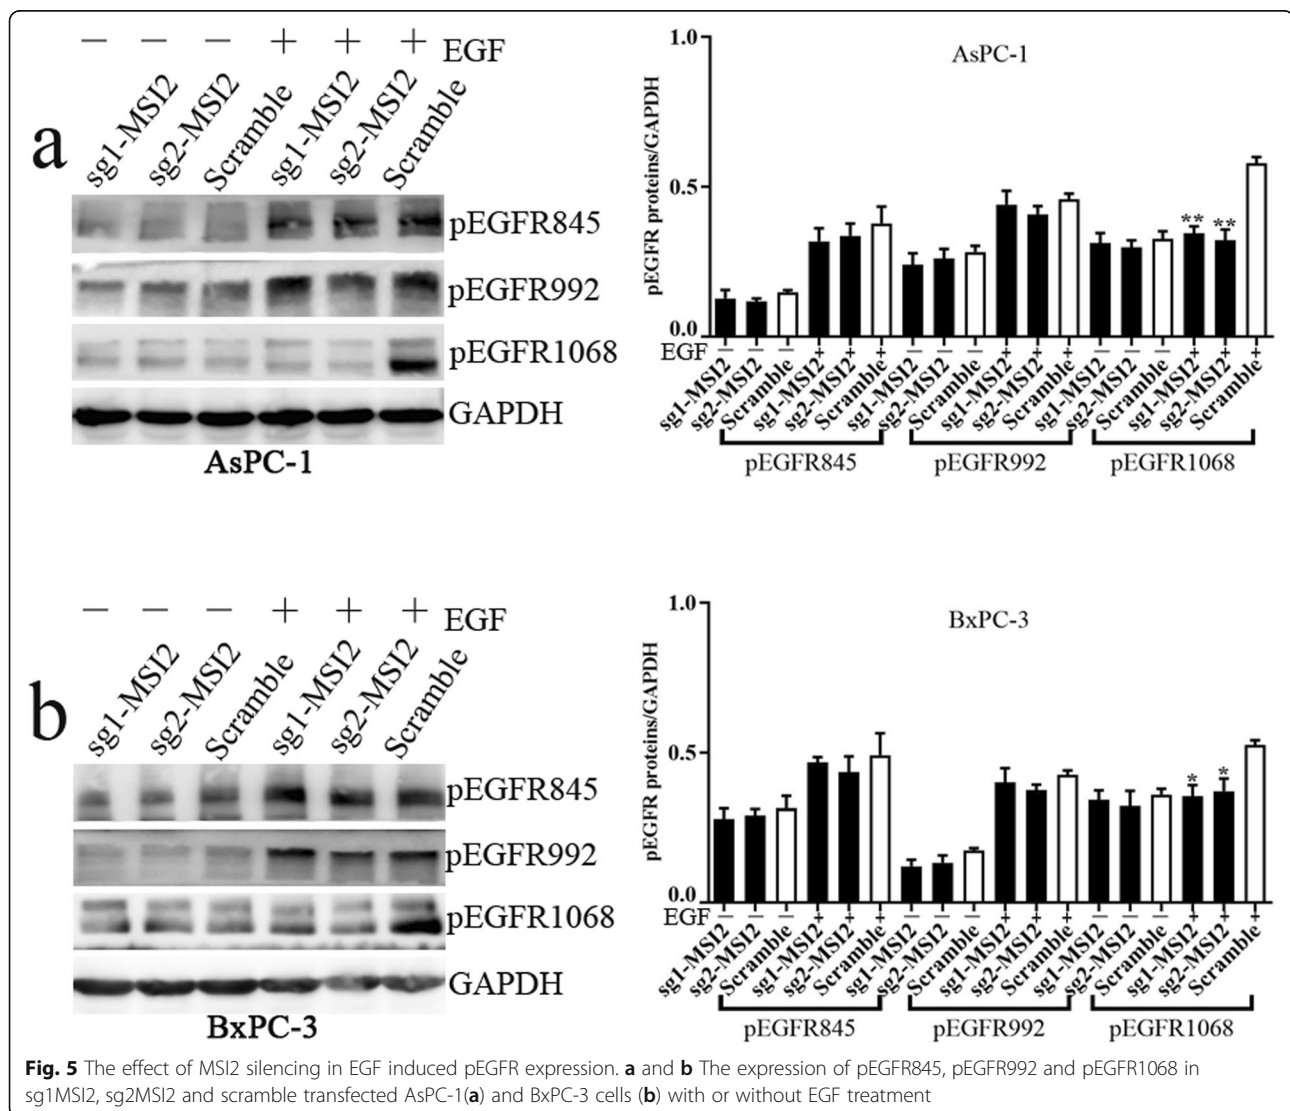 − − − + + + EGF
a
sg1-MSI2 sg2-MSI2 Scramble sg1-MSI2 sg2-MSI2 Scramble
pEGFR845
pEGFR992
pEGFR1068
GAPDH
AsPC-1
AsPC-1
pEGFR proteins/GAPDH
1.0
0.5
0.0
** **
EGF − − − + + + − − − + + + − − − + + +
sg1-MSI2 sg2-MSI2 Scramble sg1-MSI2 sg2-MSI2 Scramble sg1-MSI2 sg2-MSI2 Scramble sg1-MSI2 sg2-MSI2 Scramble sg1-MSI2 sg2-MSI2 Scramble sg1-MSI2 sg2-MSI2 Scramble
pEGFR845 pEGFR992 pEGFR1068
− − − + + + EGF
b
sg1-MSI2 sg2-MSI2 Scramble sg1-MSI2 sg2-MSI2 Scramble
pEGFR845
pEGFR992
pEGFR1068
GAPDH
BxPC-3
BxPC-3
pEGFR proteins/GAPDH
1.0
0.5
0.0
* *
EGF − − − + + + − − − + + + − − − + + +
sg1-MSI2 sg2-MSI2 Scramble sg1-MSI2 sg2-MSI2 Scramble sg1-MSI2 sg2-MSI2 Scramble sg1-MSI2 sg2-MSI2 Scramble sg1-MSI2 sg2-MSI2 Scramble sg1-MSI2 sg2-MSI2 Scramble
pEGFR845 pEGFR992 pEGFR1068
Fig. 5 The effect of MSI2 silencing in EGF induced pEGFR expression. a and b The expression of pEGFR845, pEGFR992 and pEGFR1068 in
sg1MSI2, sg2MSI2 and scramble transfected AsPC-1(a) and BxPC-3 cells (b) with or without EGF treatment